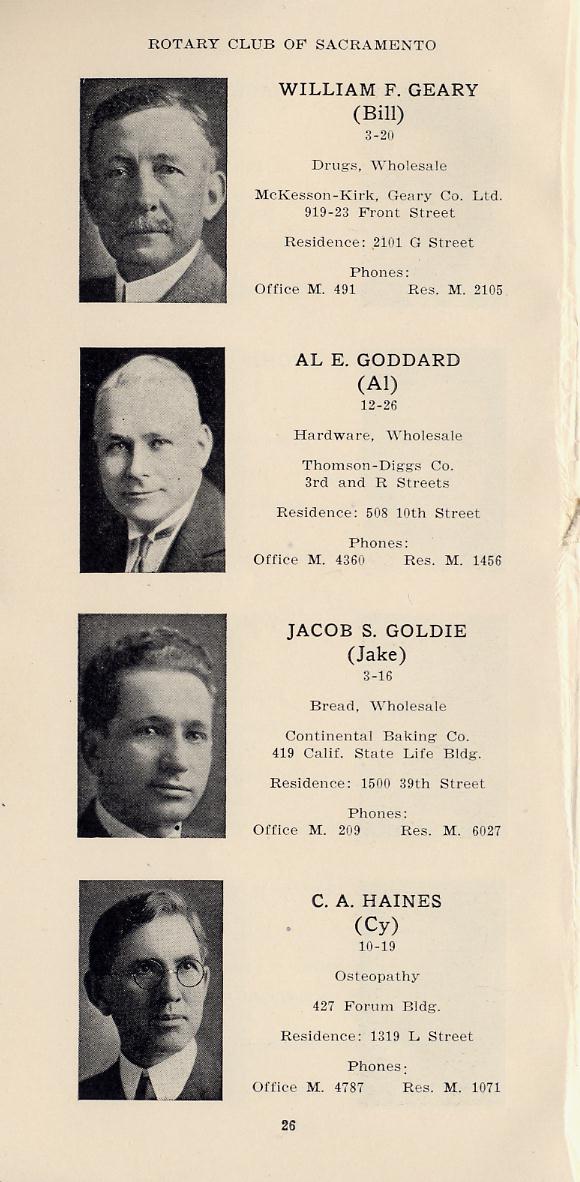 ROTARY CLUB OF SACRAMENTO
WILLIAM F. GEARY
(Bill)
3-20
Drugs, Wholesale
McKesson-Kirk, Geary Co. Ltd.
919-23 Front Street
Residence: 2101 G Street
Phones:
Office M. 491 Res. M. 2105
AL E. GODDARD
(Al)
12-26
Hardware, Wholesale
Thomson-Diggs Co.
3rd and R Streets
Residence: 508 10th Street
Phones:
Office M. 4360 Res. M. 1456
JACOB S. GOLDIE
(Jake)
3-16
Bread, Wholesale
Continental Baking Co.
419 Calif. State Life Bldg.
Residence: 1500 39th Street
Phones:
Office M. 209 Res. M. 6027
C. A. HAINES
(Cy)
10-19
Osteopathy
427 Forum Bldg.
Residence: 1319 L Street
Phones:
Office M. 4787 Res. M. 1071
26